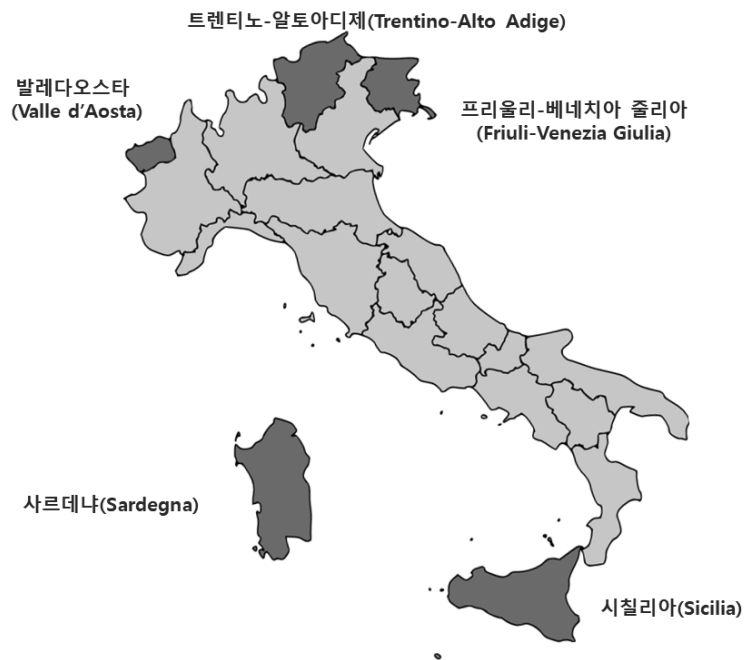 트렌티노-알토아디제(Trentino-Alto Adige)
발레다오스타
(Valle d’Aosta)
프리울리-베네치아 줄리아
(Friuli-Venezia Giulia)
사르데냐(Sardegna)
시칠리아(Sicilia)